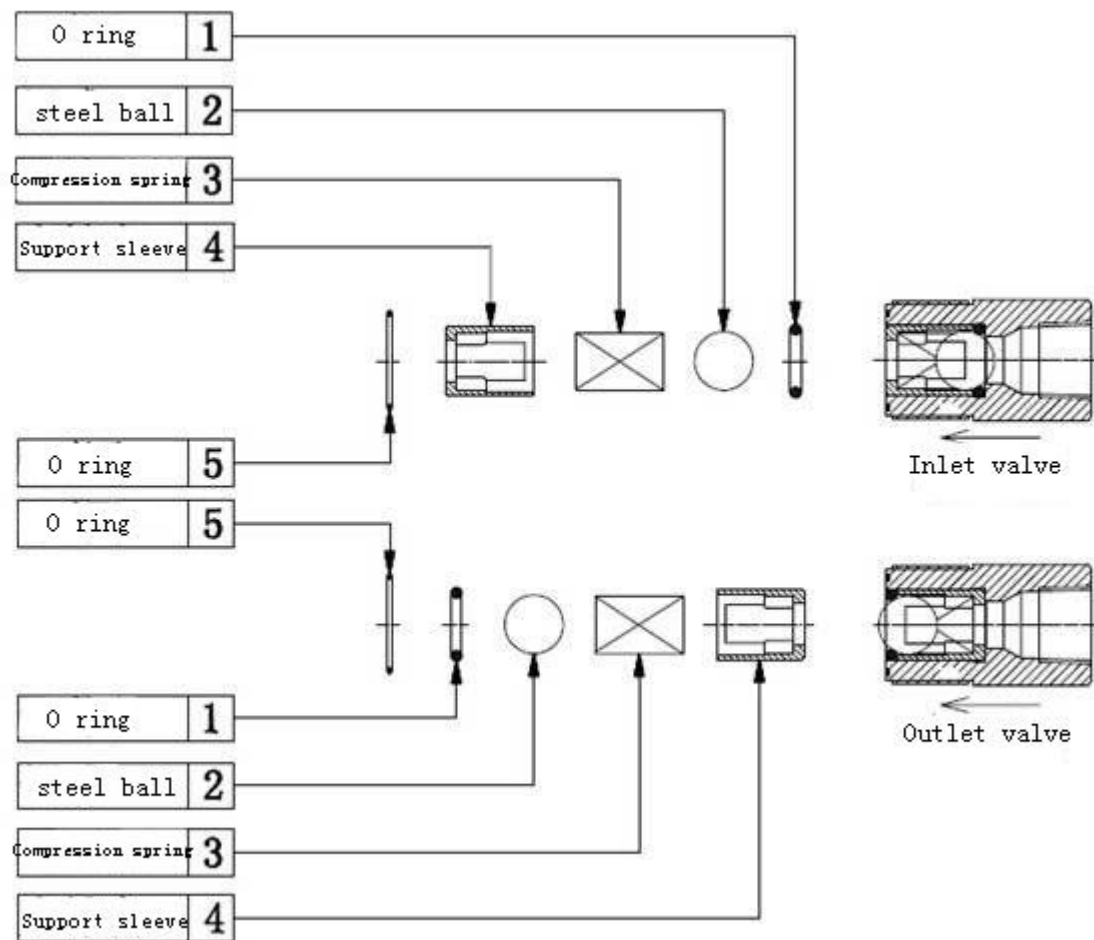 O ring 1
steel ball 2
Compression spring 3
Support sleeve 4
O ring 5
Inlet valve
O ring 5
O ring 1
Outlet valve
steel ball 2
Compression spring 3
Support sleeve 4